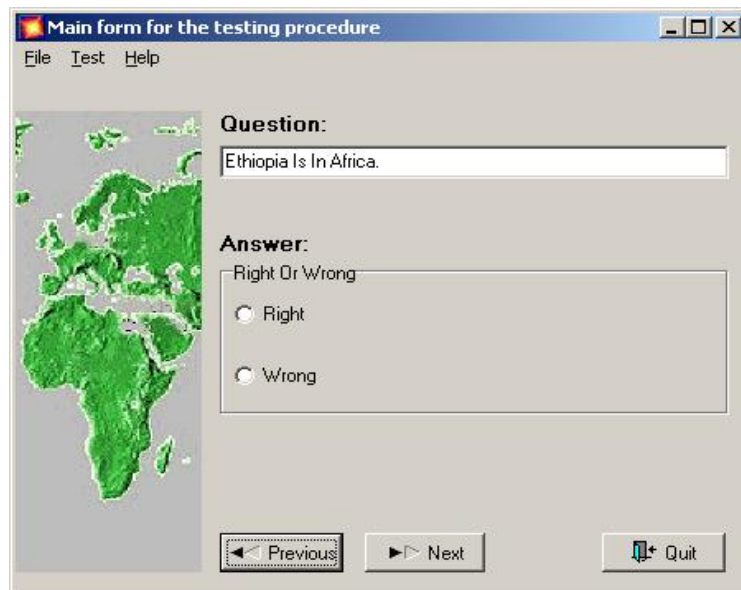 Main form for the testing procedure
File Test Help
Question:
Ethiopia Is In Africa.
Answer:
Right Or Wrong
Right
Wrong
Previous Next Quit